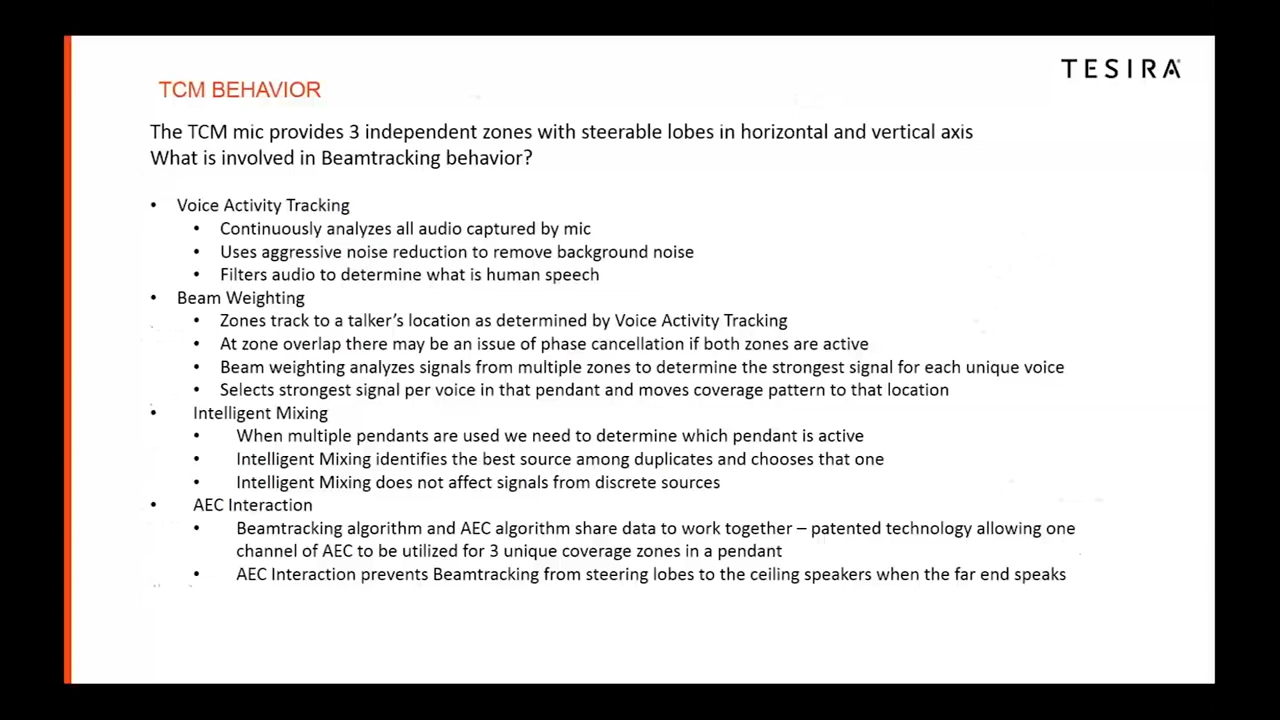 TESIRA
TCM BEHAVIOR
The TCM mic provides 3 independent zones with steerable lobes in horizontal and vertical axis
What is involved in Beamtracking behavior?
• Voice Activity Tracking
• Continuously analyzes all audio captured by mic
• Uses aggressive noise reduction to remove background noise
• Filters audio to determine what is human speech
• Beam Weighting
• Zones track to a talker’s location as determined by Voice Activity Tracking
• At zone overlap there may be an issue of phase cancellation if both zones are active
• Beam weighting analyzes signals from multiple zones to determine the strongest signal for each unique voice
• Selects strongest signal per voice in that pendant and moves coverage pattern to that location
• Intelligent Mixing
• When multiple pendants are used we need to determine which pendant is active
• Intelligent Mixing identifies the best source among duplicates and chooses that one
• Intelligent Mixing does not affect signals from discrete sources
• AEC Interaction
• Beamtracking algorithm and AEC algorithm share data to work together – patented technology allowing one
channel of AEC to be utilized for 3 unique coverage zones in a pendant
• AEC Interaction prevents Beamtracking from steering lobes to the ceiling speakers when the far end speaks